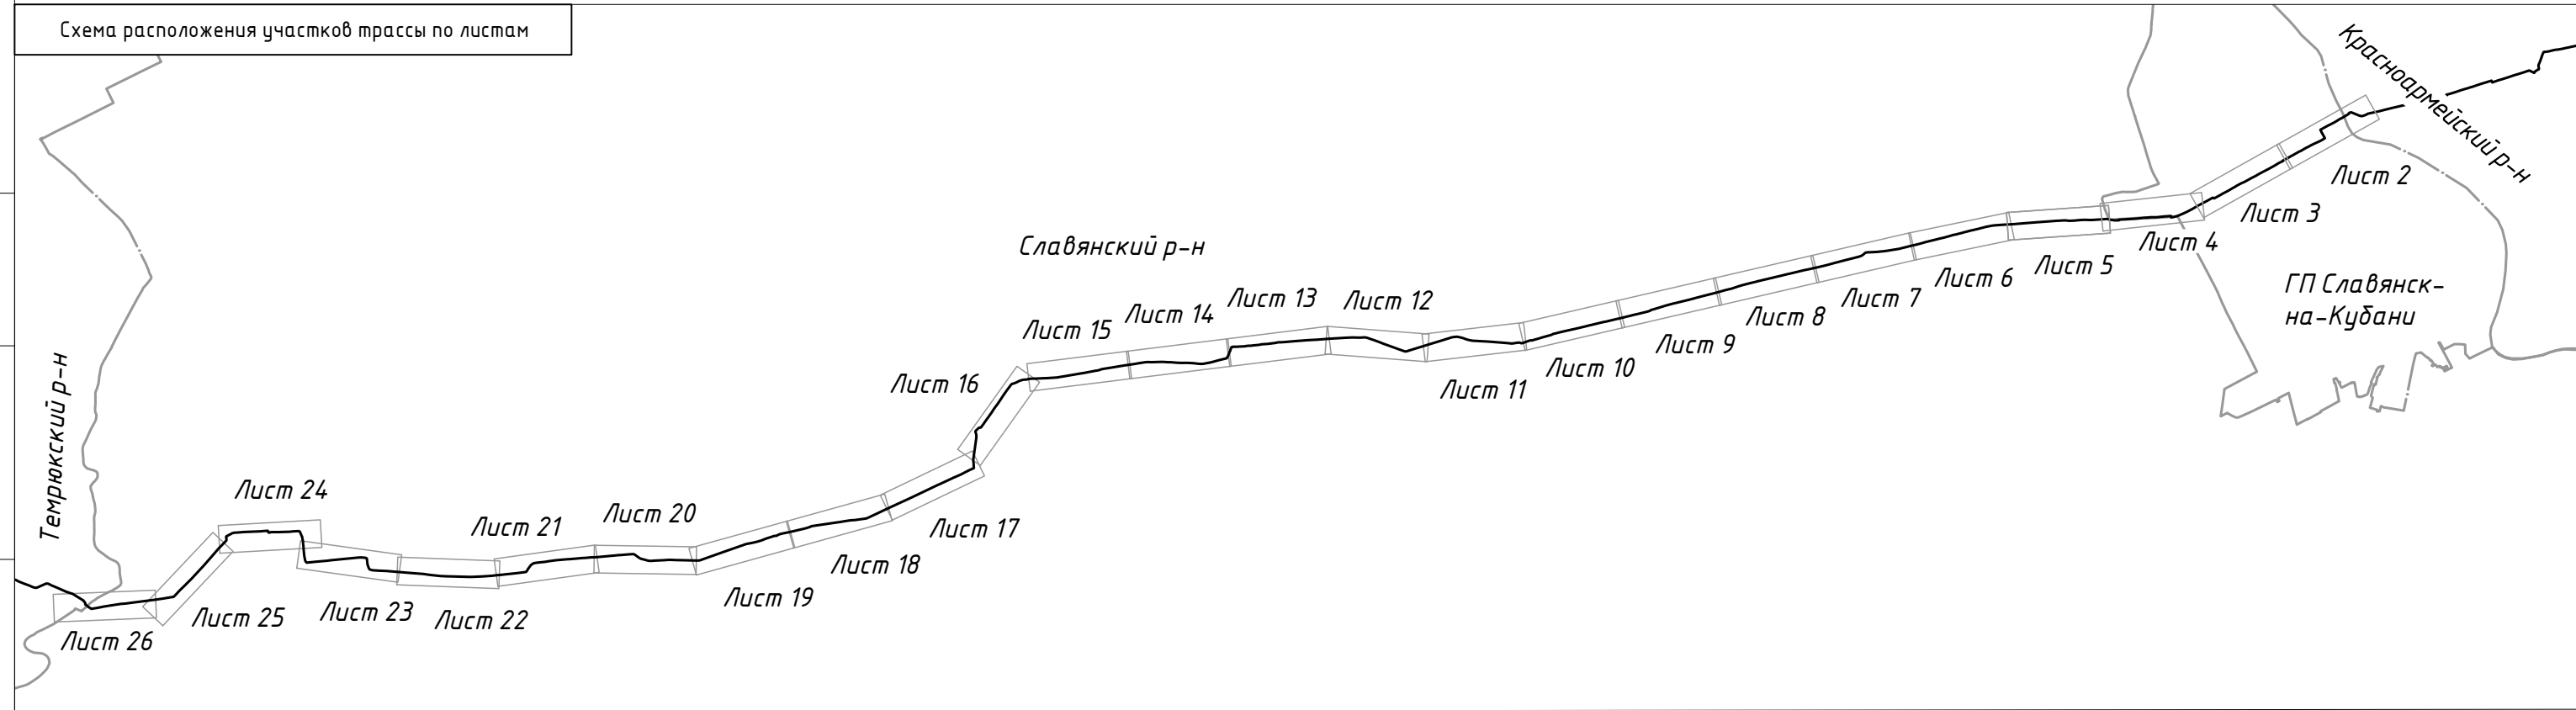 Схема расположения участков трассы по листам
Красноармейский р-н
Лист 2
Лист 3
Лист 4
ГП Славянск-
на-Кубани
Лист 5
Лист 6
Лист 7
Лист 8
Лист 9
Лист 10
Лист 11
Лист 12
Лист 13
Лист 14
Лист 15
Славянский р-н
Лист 16
Лист 17
Лист 18
Лист 19
Лист 20
Лист 21
Лист 22
Лист 23
Лист 24
Лист 25
Лист 26
Темрюкский р-н